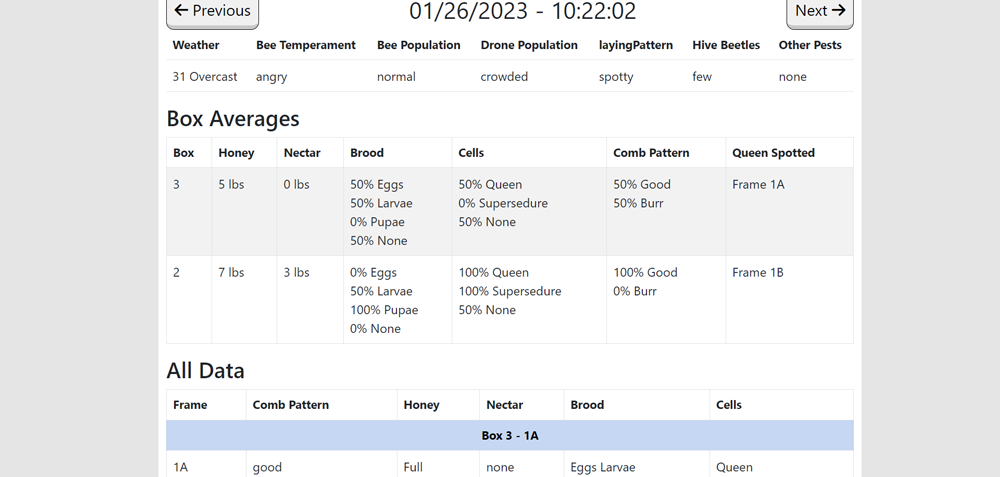 ← Previous 01/26/2023 - 10:22:02 Next →
Weather Bee Temperament Bee Population Drone Population layingPattern Hive Beetles Other Pests
31 Overcast angry normal crowded spotty few none
Box Averages
Box Honey Nectar Brood Cells Comb Pattern Queen Spotted
3 5 lbs 0 lbs 50% Eggs 50% Queen 50% Good Frame 1A
50% Larvae 0% Supersedure 50% Burr
0% Pupae 50% None
50% None
2 7 lbs 3 lbs 0% Eggs 100% Queen 100% Good Frame 1B
50% Larvae 100% Supersedure 0% Burr
100% Pupae 50% None
0% None
All Data
Frame Comb Pattern Honey Nectar Brood Cells
Box 3 - 1A
1A good Full none Eggs Larvae Queen